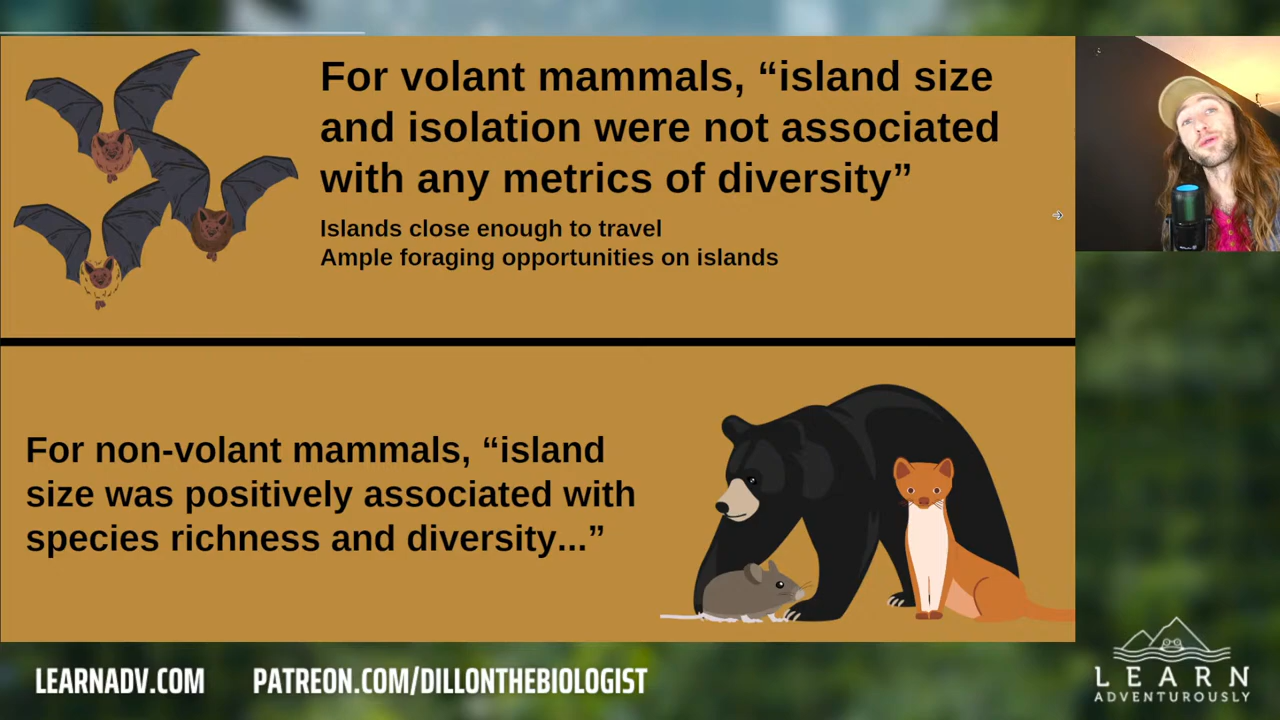 For volant mammals, “island size
and isolation were not associated
with any metrics of diversity”
Islands close enough to travel
Ample foraging opportunities on islands
For non-volant mammals, “island
size was positively associated with
species richness and diversity...”
LEARNADV.COM PATREON.COM/DILLONTHEBIOLOGIST
LEARN
ADVENTUROUSLY